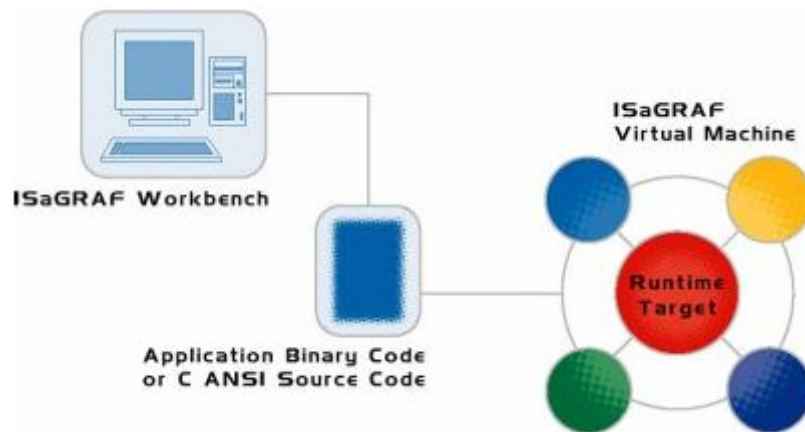 ISaGRAF
Virtual Machine
ISaGRAF Workbench
Runtime
Target
Application Binary Code
or C ANSI Source Code